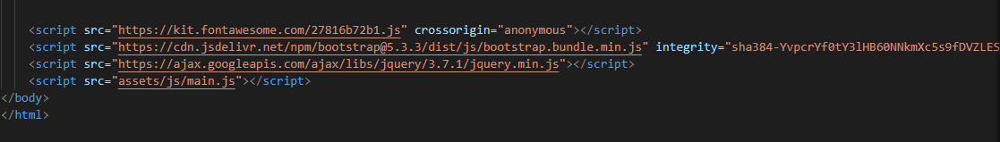 <script src="https://kit.fontawesome.com/27816b72b1.js" crossorigin="anonymous"></script>
<script src="https://cdn.jsdelivr.net/npm/bootstrap@5.3.3/dist/js/bootstrap.bundle.min.js" integrity="sha384-YvpcrYf0tY3lHB60NNkmXc5s9fDVZLES
<script src="https://ajax.googleapis.com/ajax/libs/jquery/3.7.1/jquery.min.js"></script>
<script src="assets/js/main.js"></script>
</body>
</html>